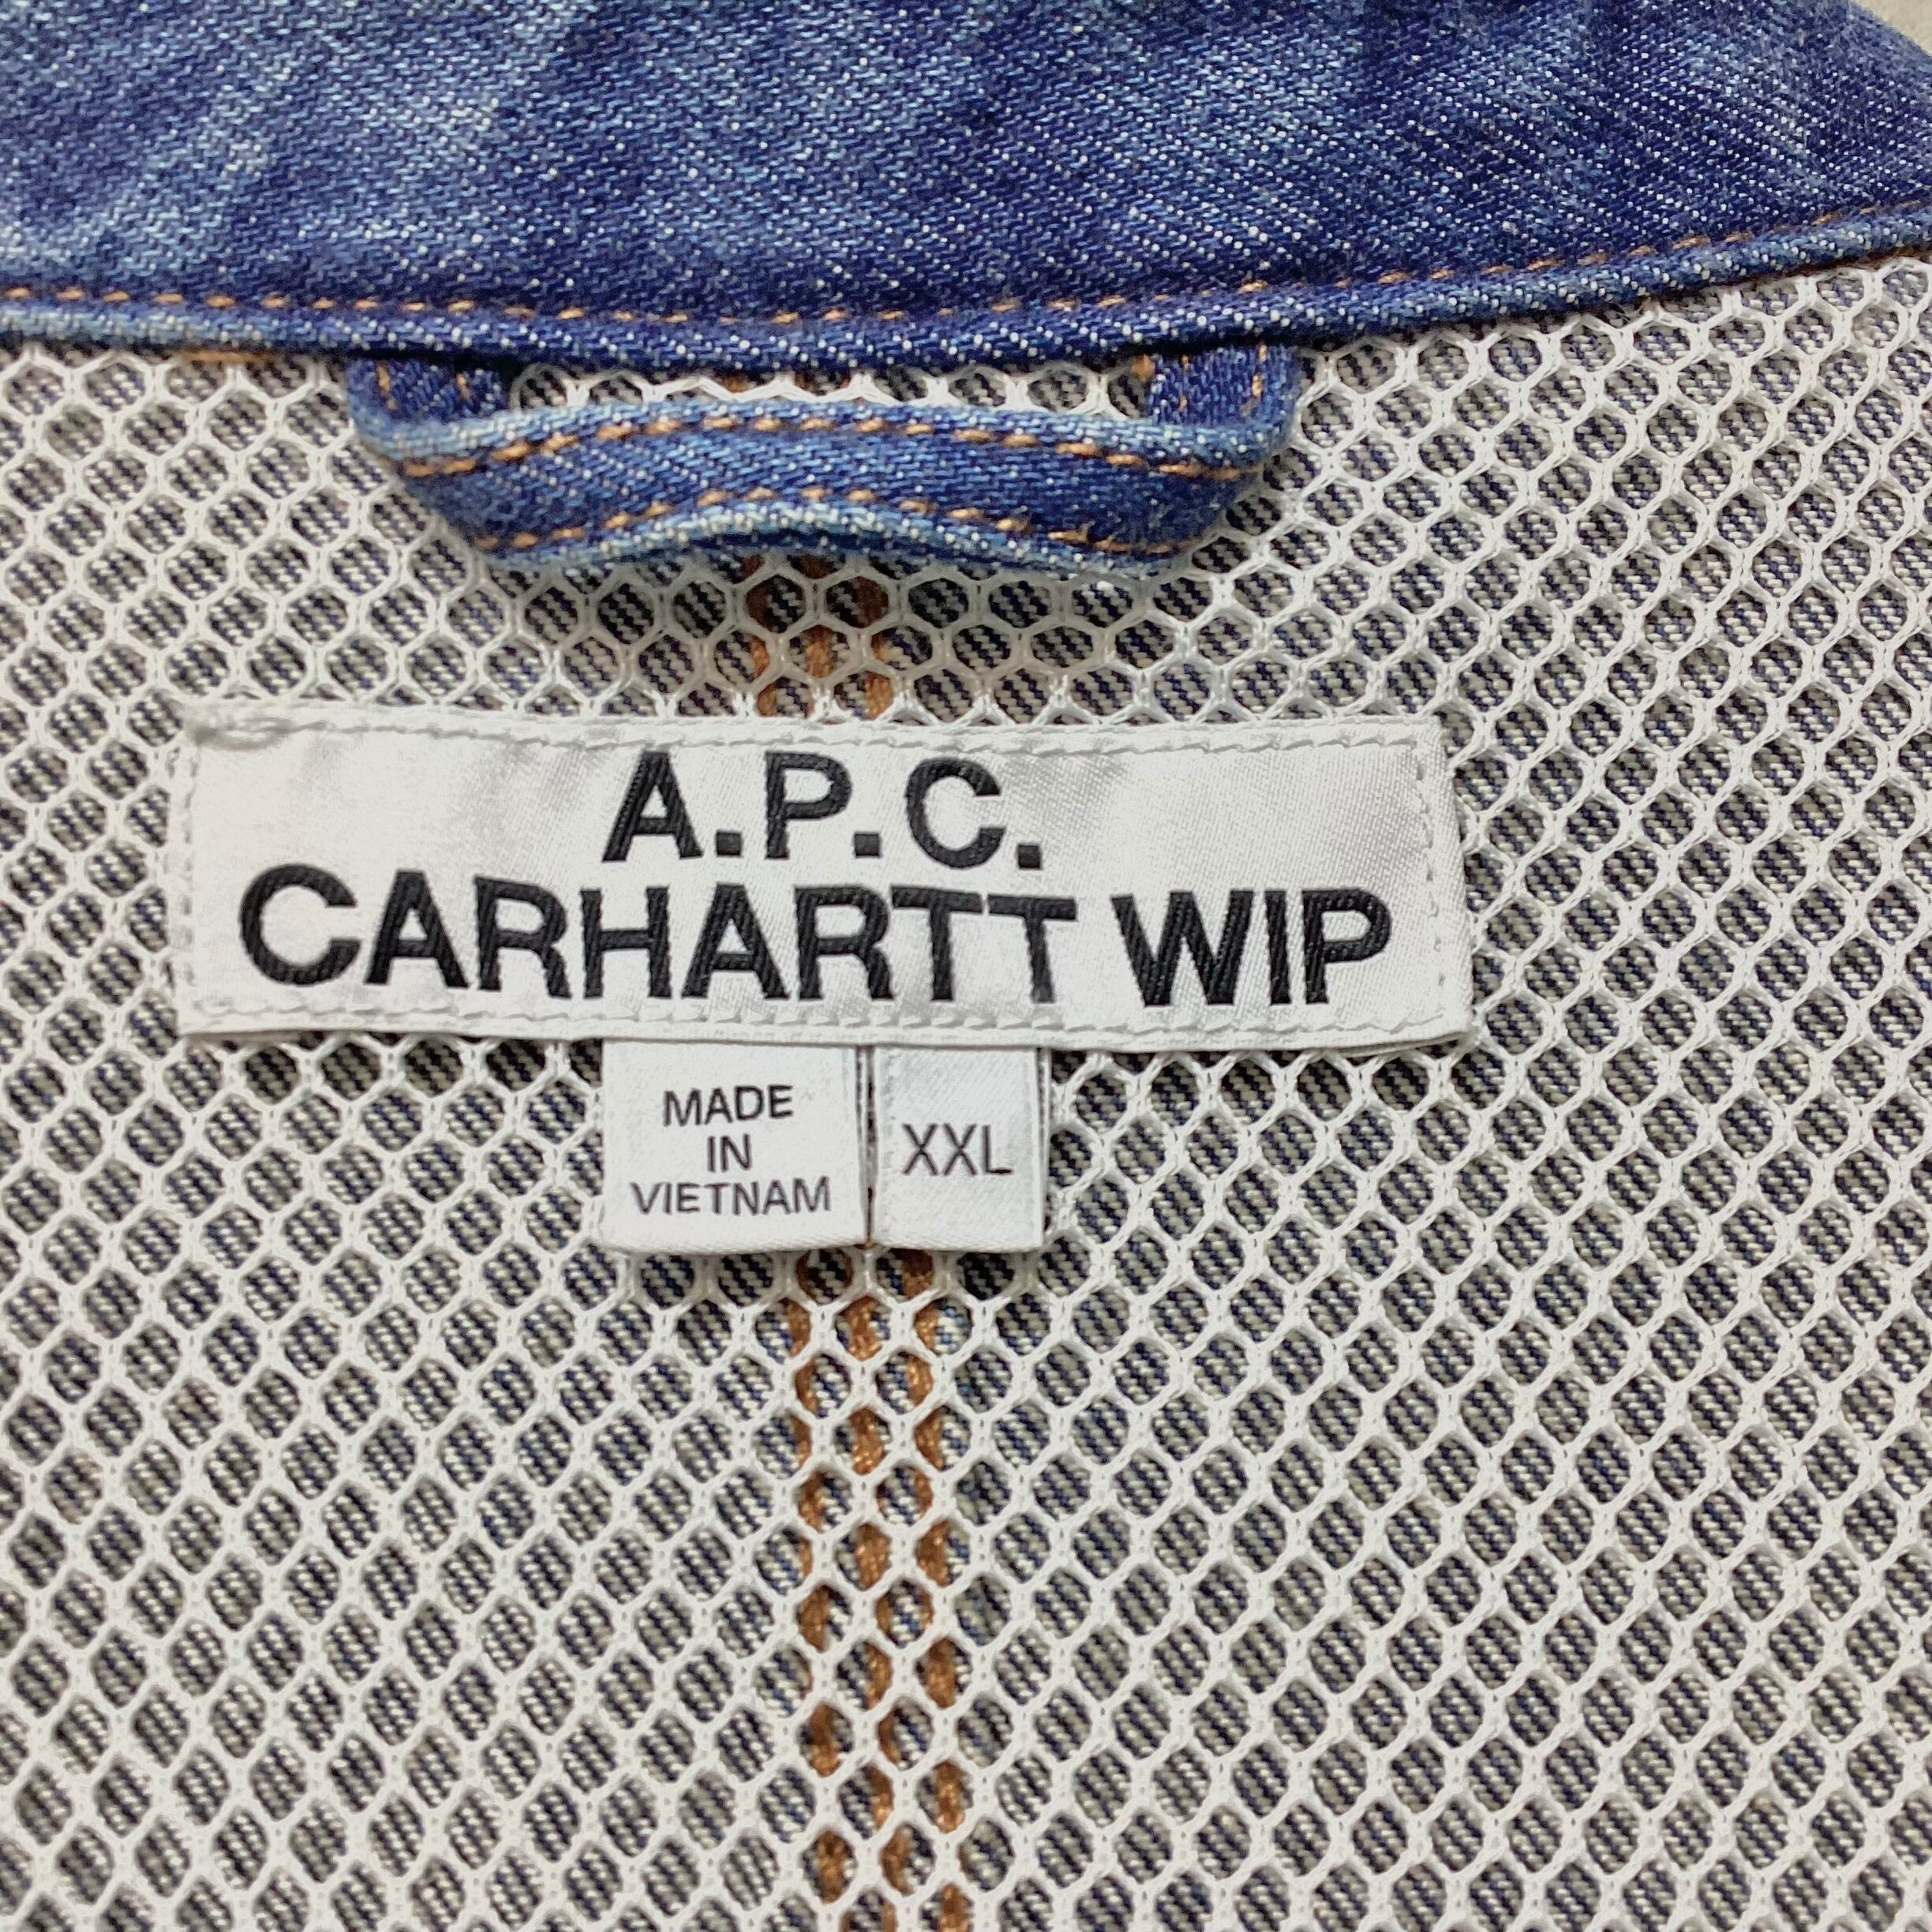 A.P.C.
CARHARTT WIP
MADE
IN
VIETNAM
XXL